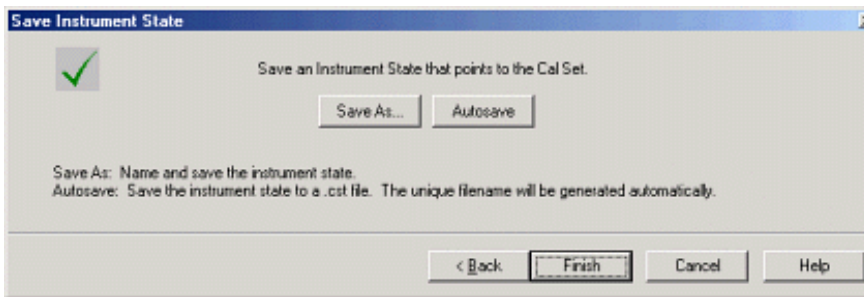 Save Instrument State
Save an Instrument State that points to the Cal Set.
Save As... Autosave
Save As: Name and save the instrument state.
Autosave: Save the instrument state to a .cst file. The unique filename will be generated automatically.
< Back Finish Cancel Help